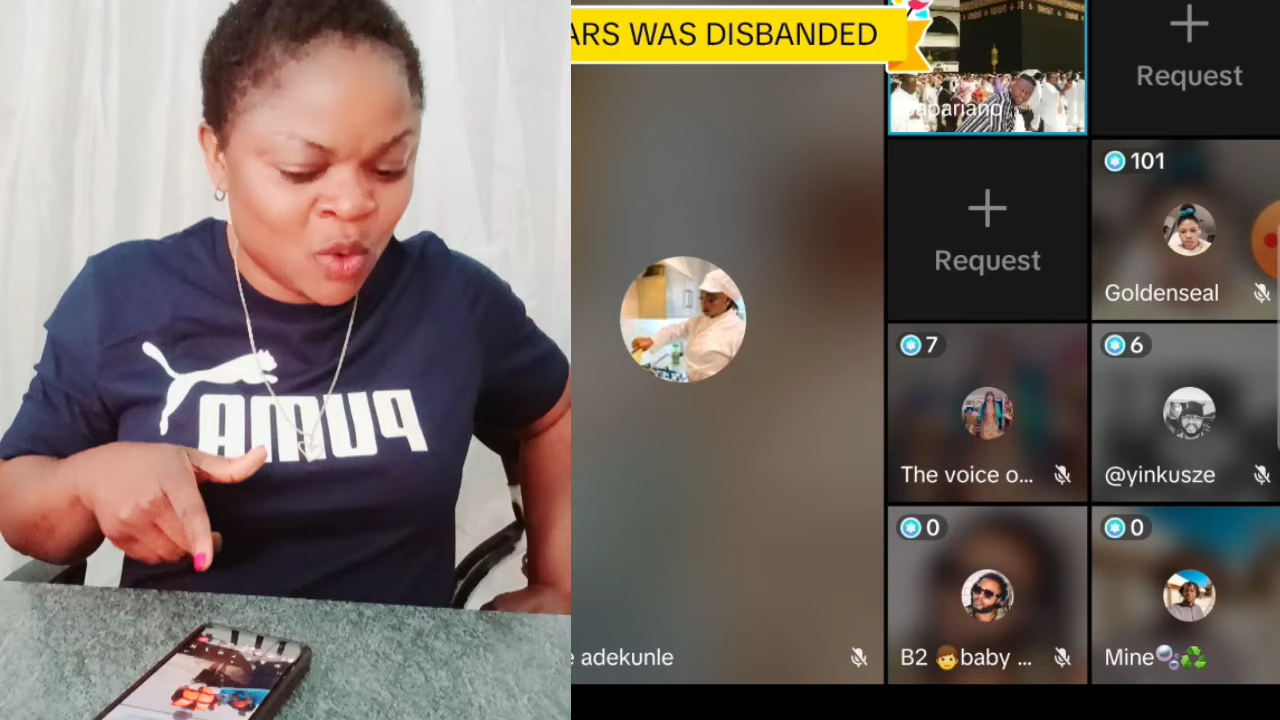 PUMA
ARS WAS DISBANDED
Request
Request
101
Goldenseal
7
The voice o...
6
@yinkusze
e adekunle
0
B2 👦baby ...
0
Mine🫧♻️